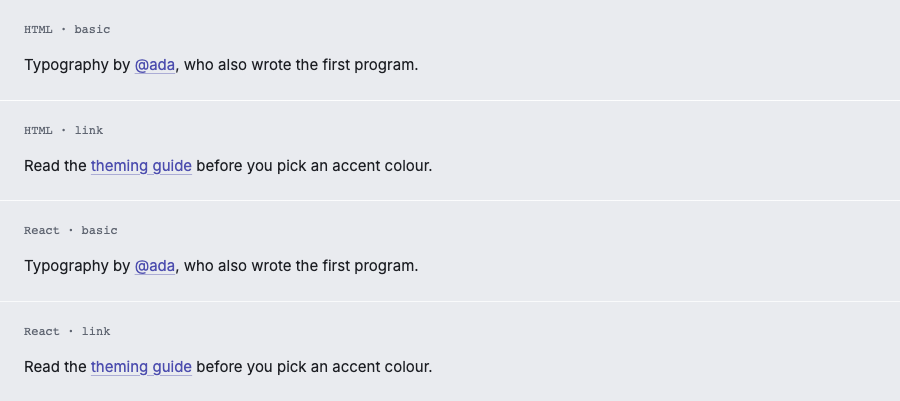 HTML · basic
Typography by @ada, who also wrote the first program.
HTML · link
Read the theming guide before you pick an accent colour.
React · basic
Typography by @ada, who also wrote the first program.
React · link
Read the theming guide before you pick an accent colour.